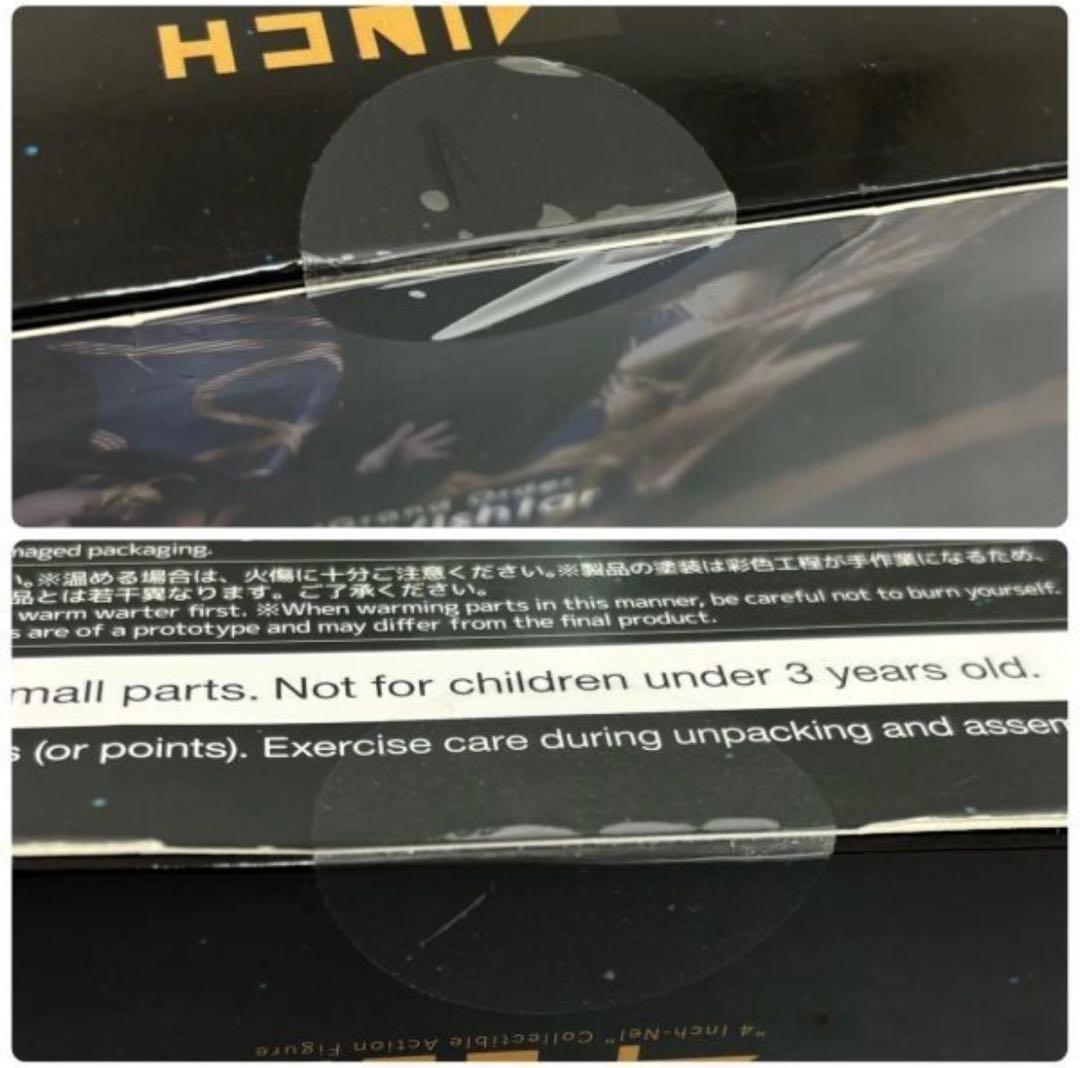 INCH
Grand Order
Ishtar
maged packaging.
い。※温める場合は、火傷に十分ご注意ください。※製品の塗装は彩色工程が手作業になるため、
品とは若干異なります。ご了承ください。
warm warter first. ※When warming parts in this manner, be careful not to burn yourself.
s are of a prototype and may differ from the final product.
mall parts. Not for children under 3 years old.
s (or points). Exercise care during unpacking and assem
"4 Inch-Nel" Collectible Action Figure